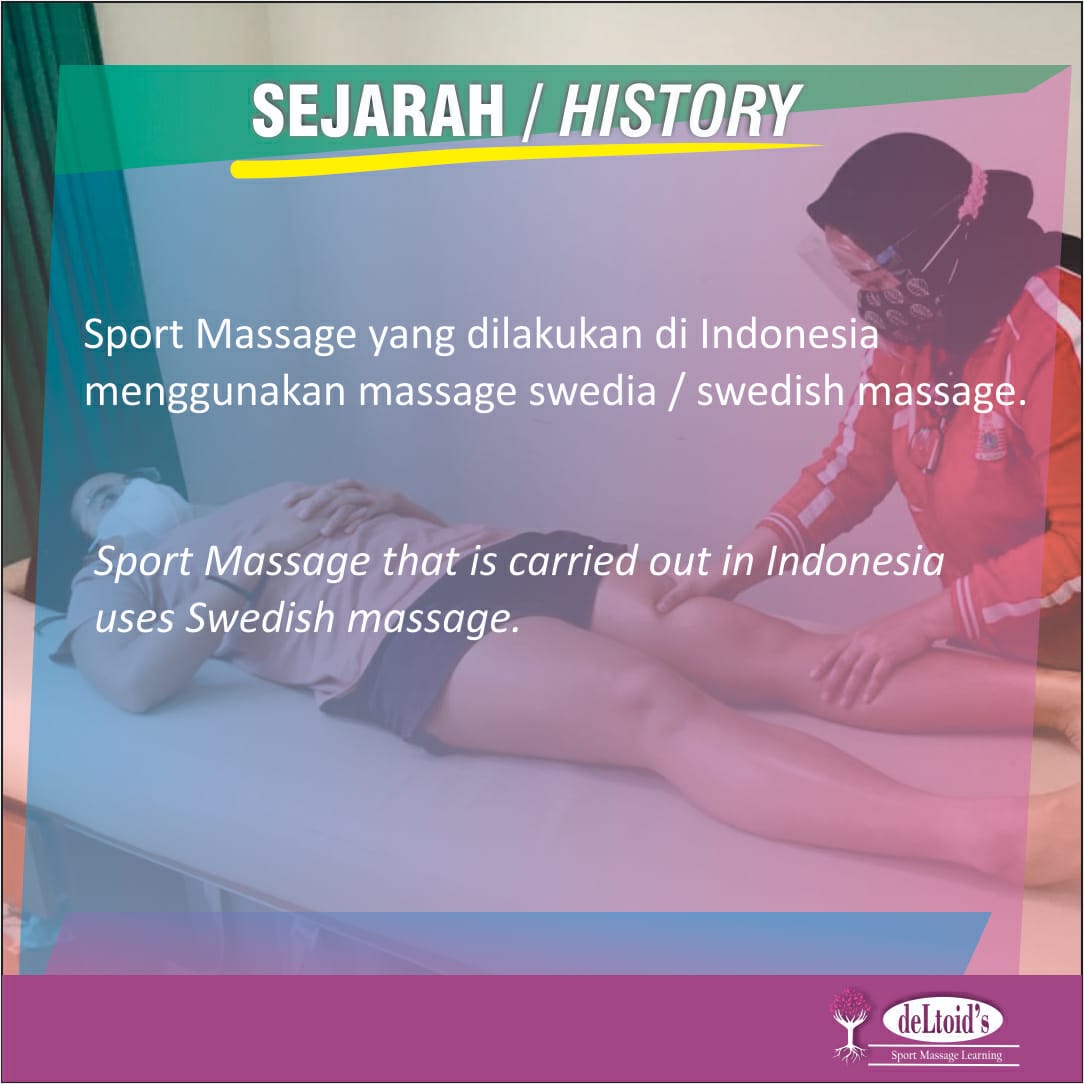 SEJARAH / HISTORY
Sport Massage yang dilakukan di Indonesia
menggunakan massage swedia / swedish massage.
Sport Massage that is carried out in Indonesia
uses Swedish massage.
deLtoid's
Sport Massage Learning